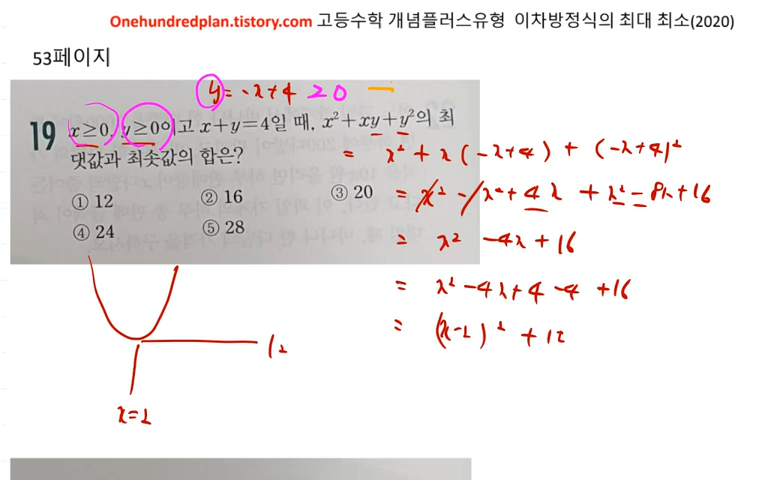 Onehundredplan.tistory.com 고등수학 개념플러스유형 이차방정식의 최대 최소(2020)
53페이지
y = -x+4 ≥ 0
19 x≥0, y≥0이고 x+y=4일 때, x²+xy+y²의 최
댓값과 최솟값의 합은?
① 12 ② 16 ③ 20
④ 24 ⑤ 28
= x² + x(-x+4) + (-x+4)²
= x² - x² + 4x + x² - 8x + 16
= x² - 4x + 16
= x² - 4x + 4 - 4 + 16
= (x-2)² + 12
12
x=2